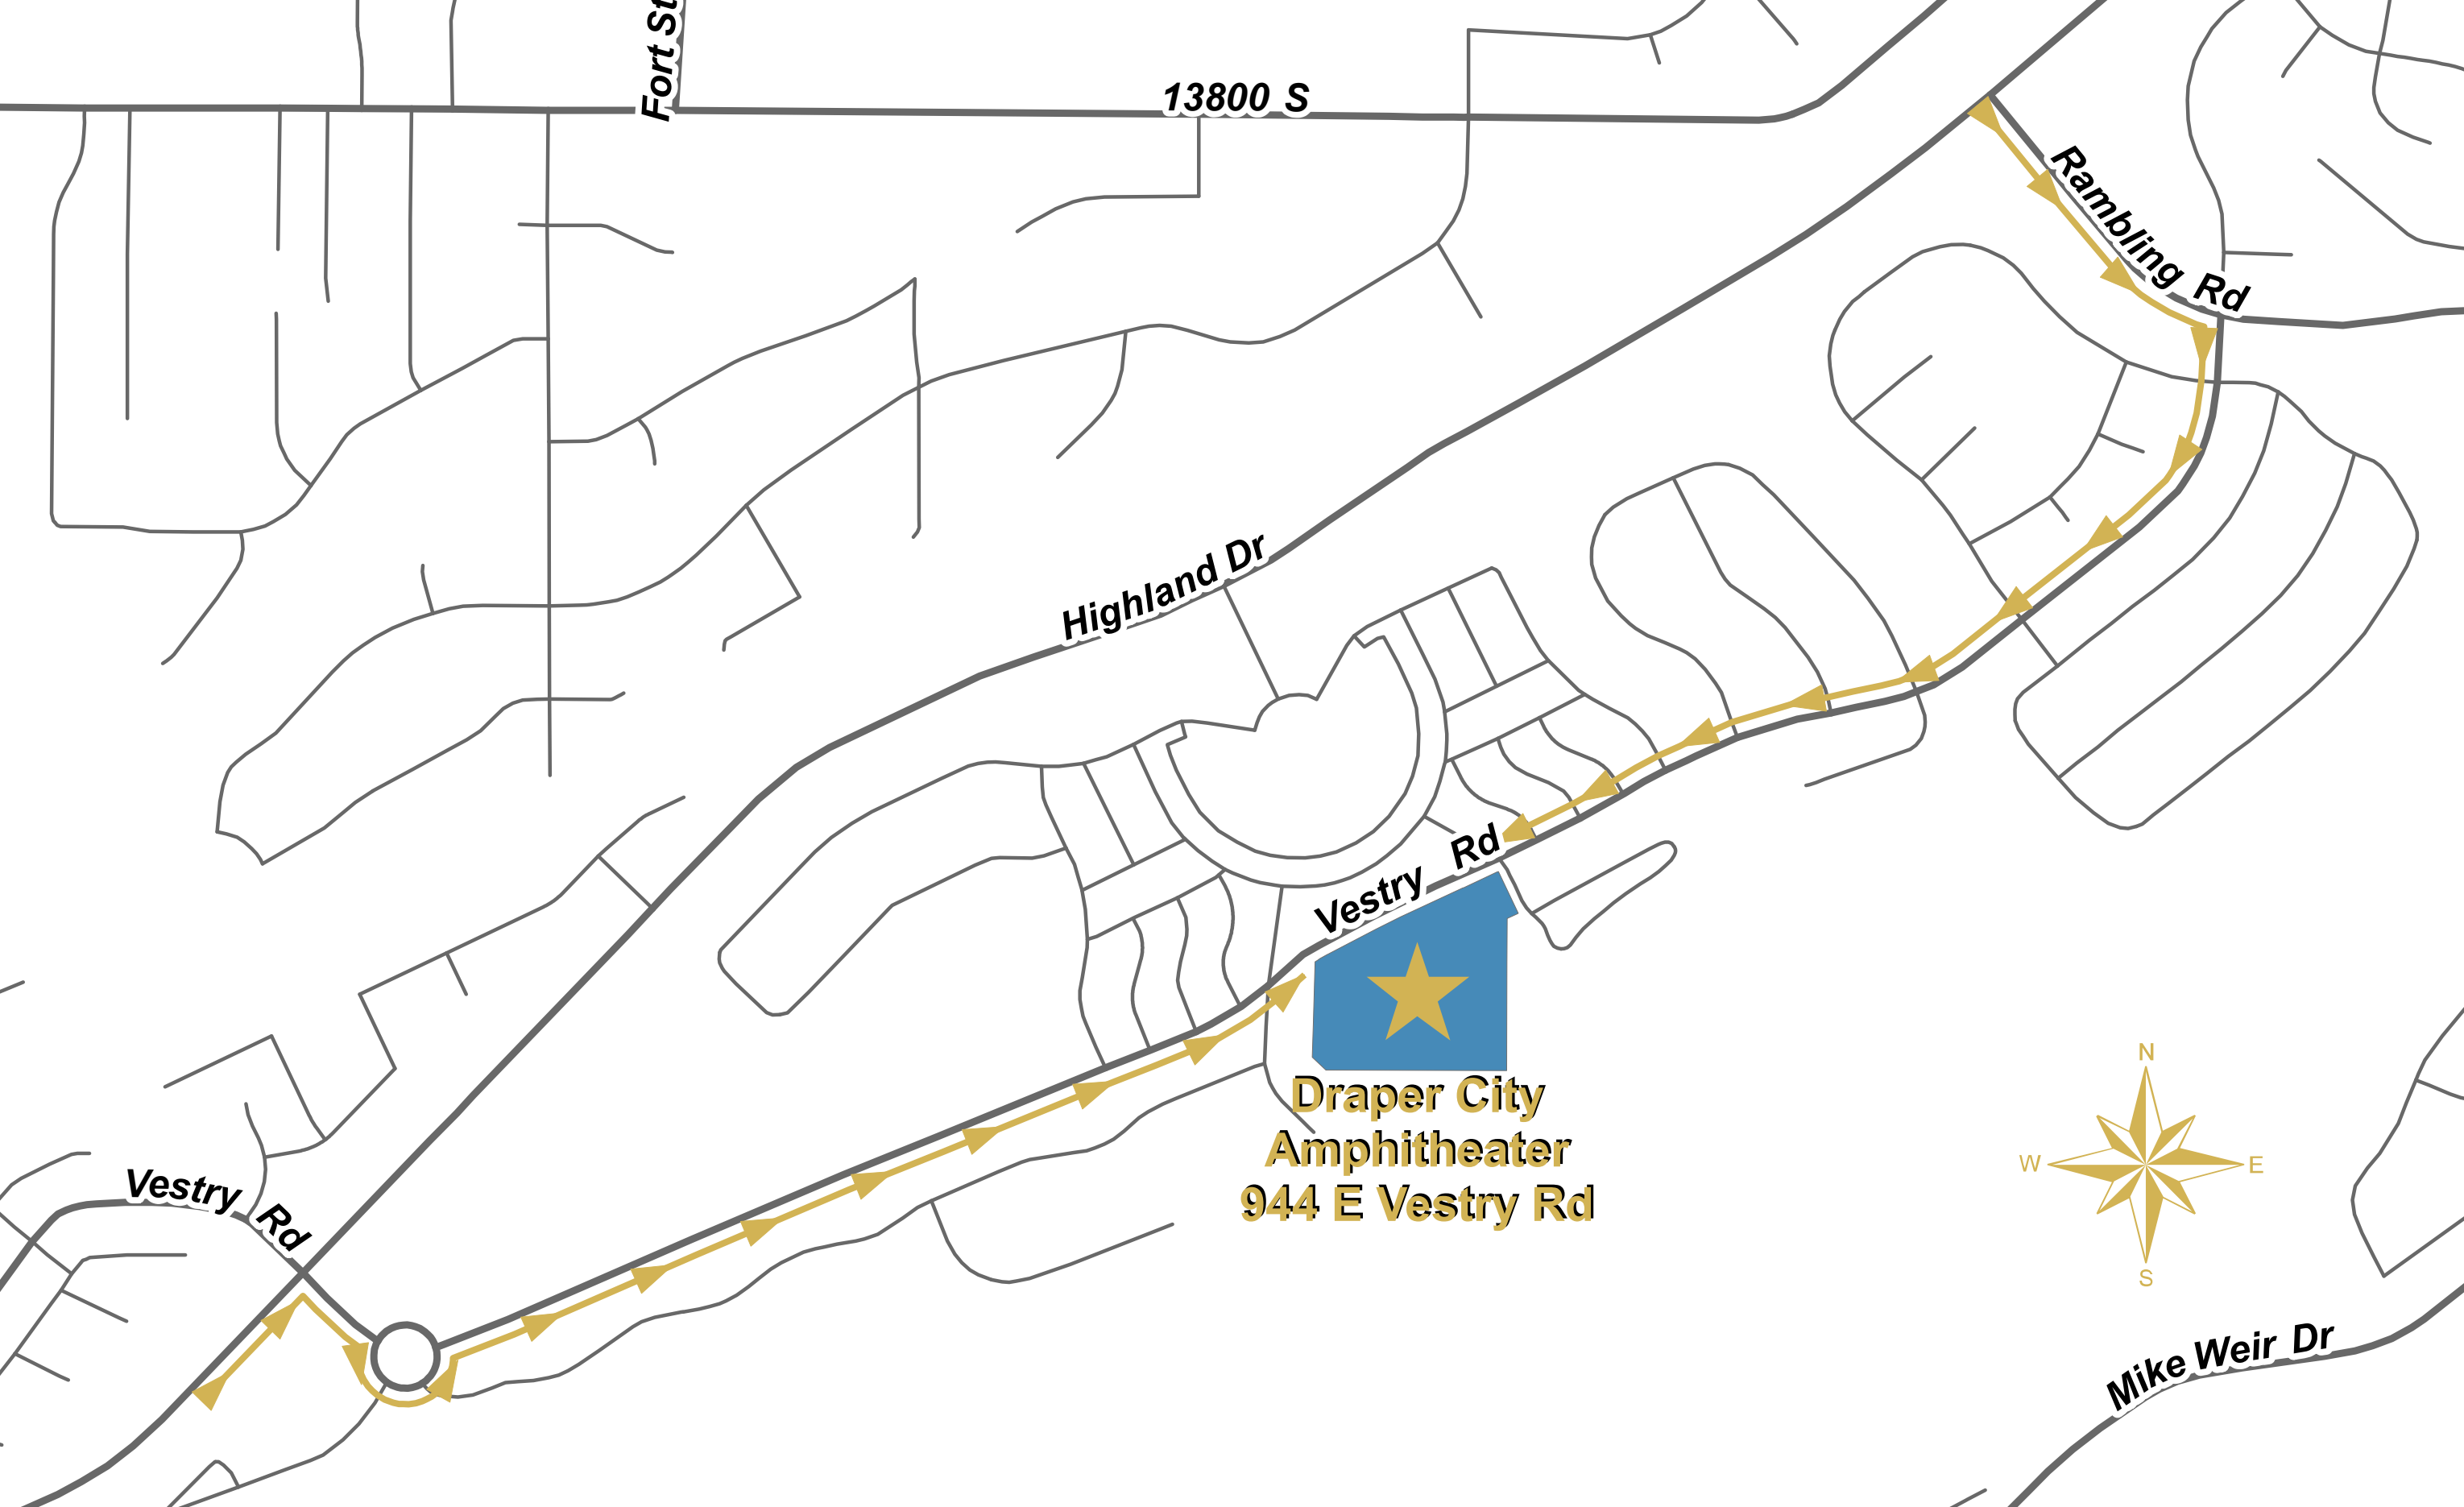 Fort St
13800 S
Rambling Rd
Highland Dr
Vestry Rd
Draper City
Amphitheater
944 E Vestry Rd
N
W
E
S
Vestry Rd
Mike Weir Dr